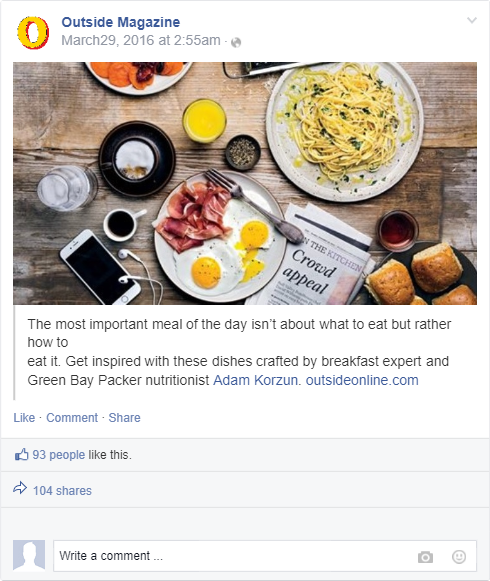 Outside Magazine
March29, 2016 at 2:55am ·
IN THE KITCHEN
Crowd
appeal
The most important meal of the day isn’t about what to eat but rather
how to
eat it. Get inspired with these dishes crafted by breakfast expert and
Green Bay Packer nutritionist Adam Korzun. outsideonline.com
Like · Comment · Share
93 people like this.
104 shares
Write a comment ...